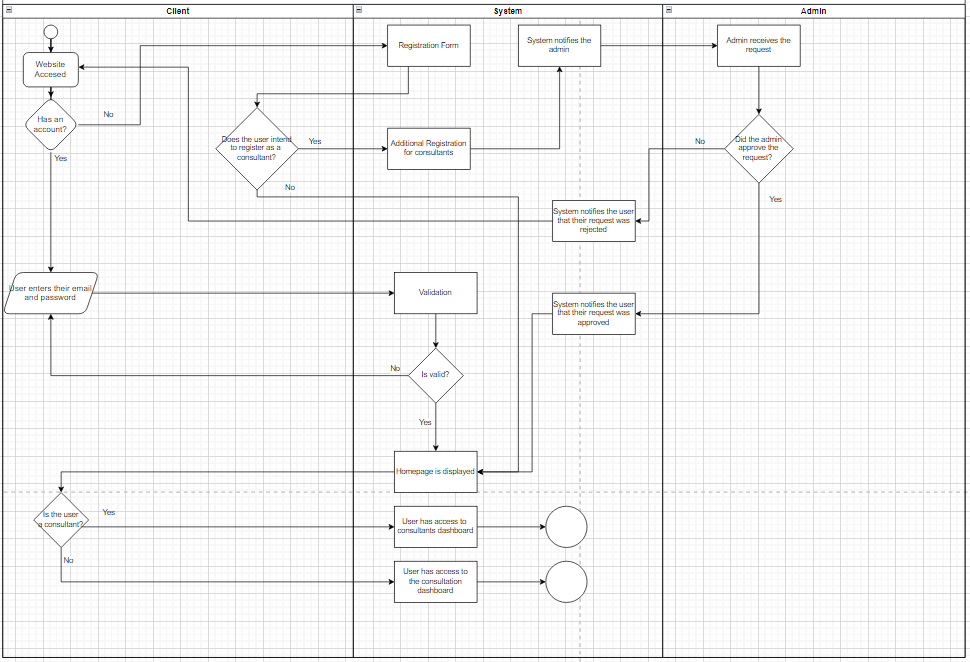 Client
System
Admin
Website
Accesed
Has an
account?
No
Yes
Registration Form
System notifies the
admin
Admin receives the
request
Does the user intend
to register as a
consultant?
Yes
No
Additional Registration
for consultants
Did the admin
approve the
request?
No
Yes
System notifies the user
that their request was
rejected
User enters their email
and password
Validation
System notifies the user
that their request was
approved
Is valid?
No
Yes
Homepage is displayed
Is the user
a consultant?
Yes
No
User has access to
consultants dashboard
User has access to
the consultation
dashboard